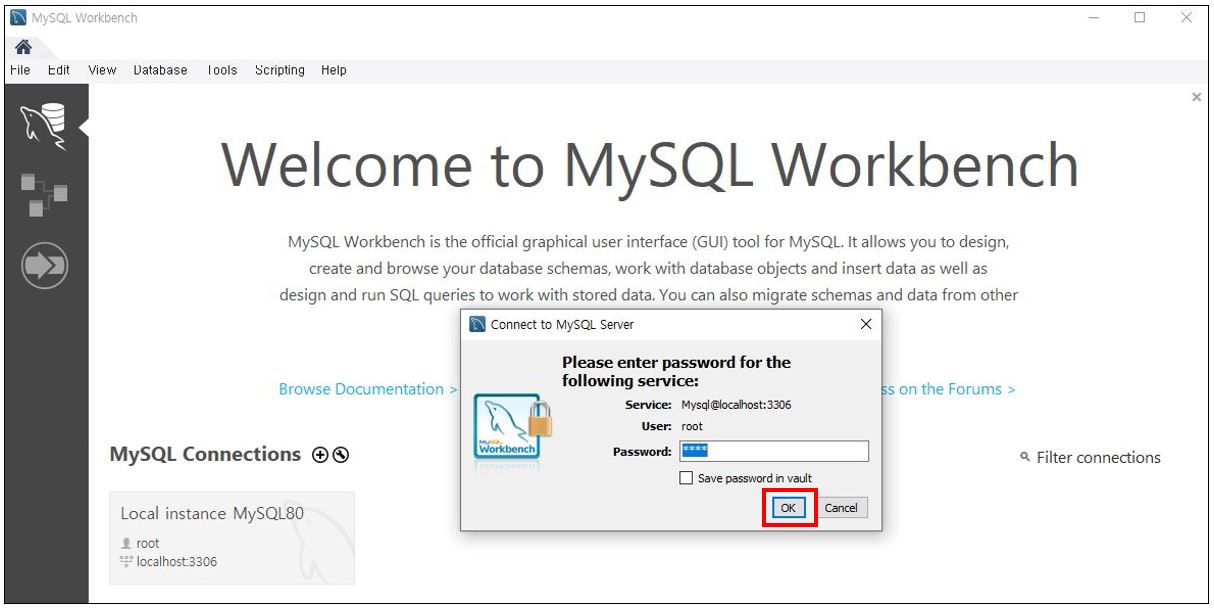 MySQL Workbench
File Edit View Database Tools Scripting Help
Welcome to MySQL Workbench
MySQL Workbench is the official graphical user interface (GUI) tool for MySQL. It allows you to design,
create and browse your database schemas, work with database objects and insert data as well as
design and run SQL queries to work with stored data. You can also migrate schemas and data from other
Connect to MySQL Server
Please enter password for the
following service:
Service: Mysql@localhost:3306
User: root
Password: ****
Save password in vault
OK Cancel
MySQL
Workbench
Browse Documentation >
on the Forums >
MySQL Connections
Filter connections
Local instance MySQL80
root
localhost:3306